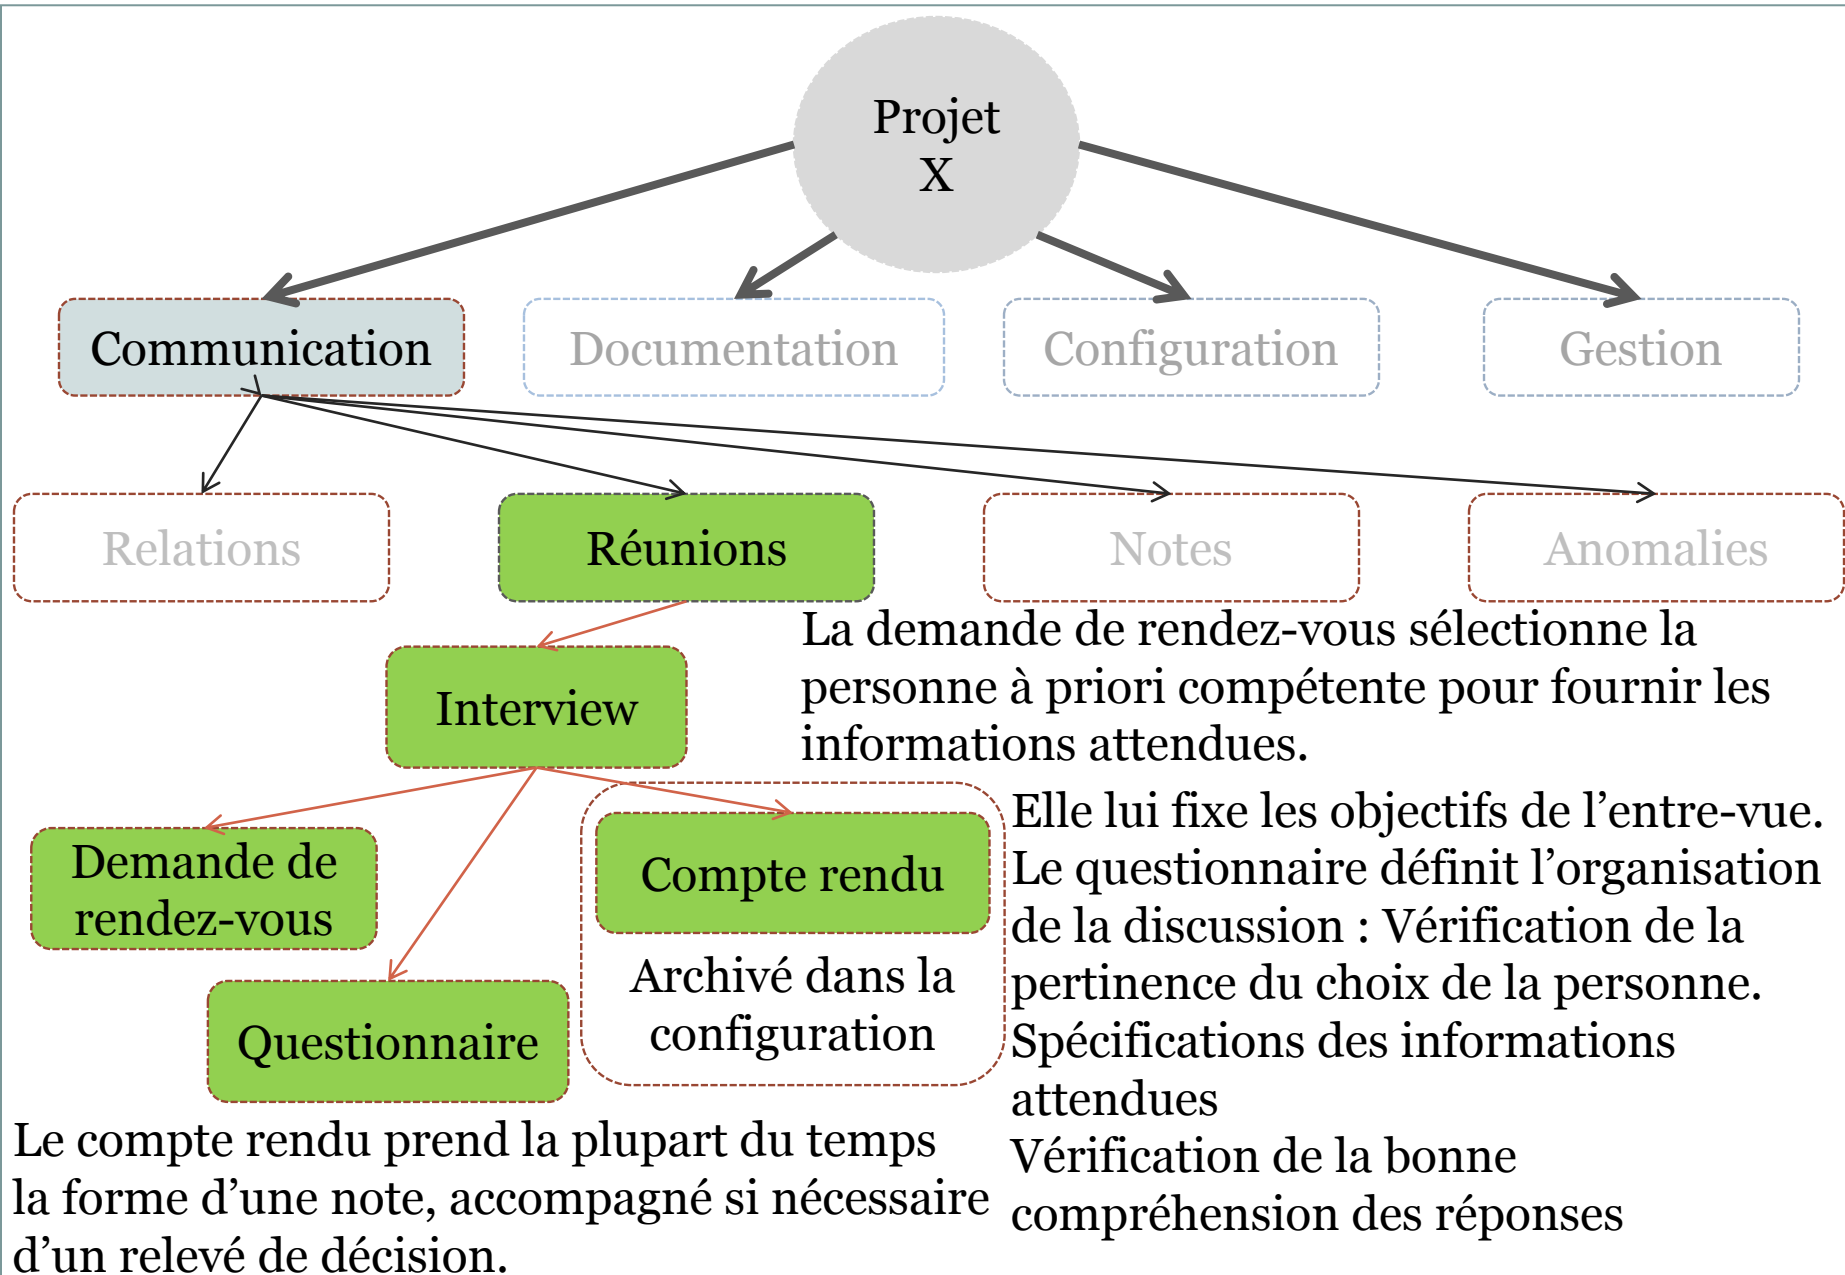 Projet
X
Communication
Documentation
Configuration
Gestion
Relations
Réunions
Notes
Anomalies
La demande de rendez-vous sélectionne la
personne à priori compétente pour fournir les
informations attendues.
Interview
Elle lui fixe les objectifs de l’entre-vue.
Le questionnaire définit l’organisation
de la discussion : Vérification de la
pertinence du choix de la personne.
Spécifications des informations
attendues
Vérification de la bonne
compréhension des réponses
Demande de
rendez-vous
Compte rendu
Archivé dans la
configuration
Questionnaire
Le compte rendu prend la plupart du temps
la forme d’une note, accompagné si nécessaire
d’un relevé de décision.